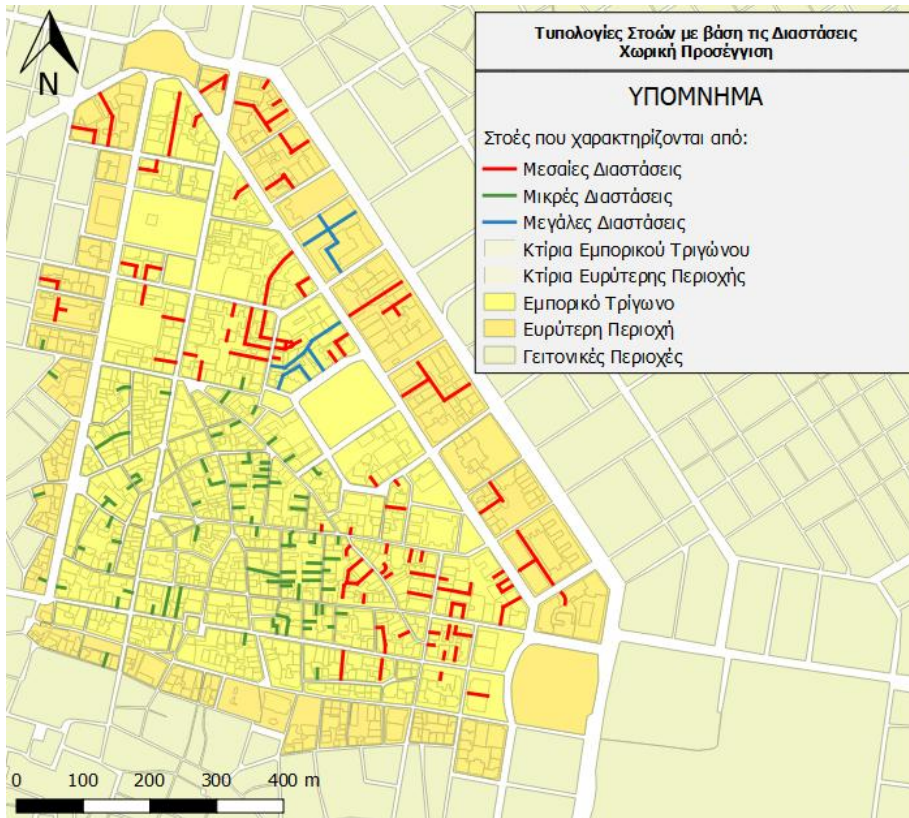 Τυπολογίες Στοών με βάση τις Διαστάσεις
Χωρική Προσέγγιση
ΥΠΟΜΝΗΜΑ
Στοές που χαρακτηρίζονται από:
Μεσαίες Διαστάσεις
Μικρές Διαστάσεις
Μεγάλες Διαστάσεις
Κτίρια Εμπορικού Τριγώνου
Κτίρια Ευρύτερης Περιοχής
Εμπορικό Τρίγωνο
Ευρύτερη Περιοχή
Γειτονικές Περιοχές
N
0 100 200 300 400 m